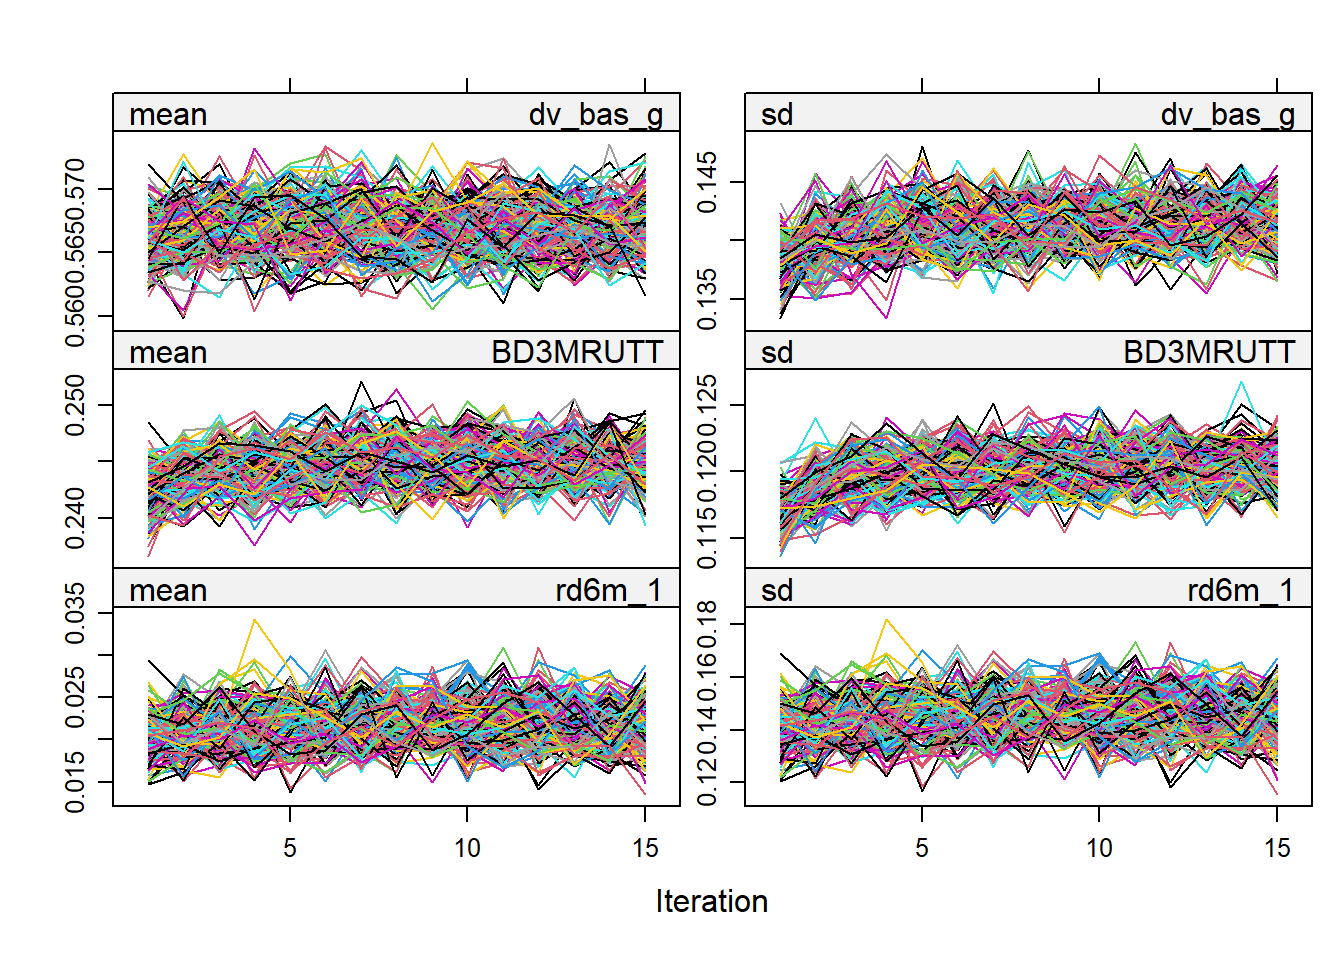 mean dv_bas_g
sd dv_bas_g
0.560 0.565 0.570
0.135 0.145
mean BD3MRUTT
sd BD3MRUTT
0.240 0.250
0.115 0.120 0.125
mean rd6m_1
sd rd6m_1
0.015 0.025 0.035
0.12 0.14 0.16 0.18
5 10 15
5 10 15
Iteration